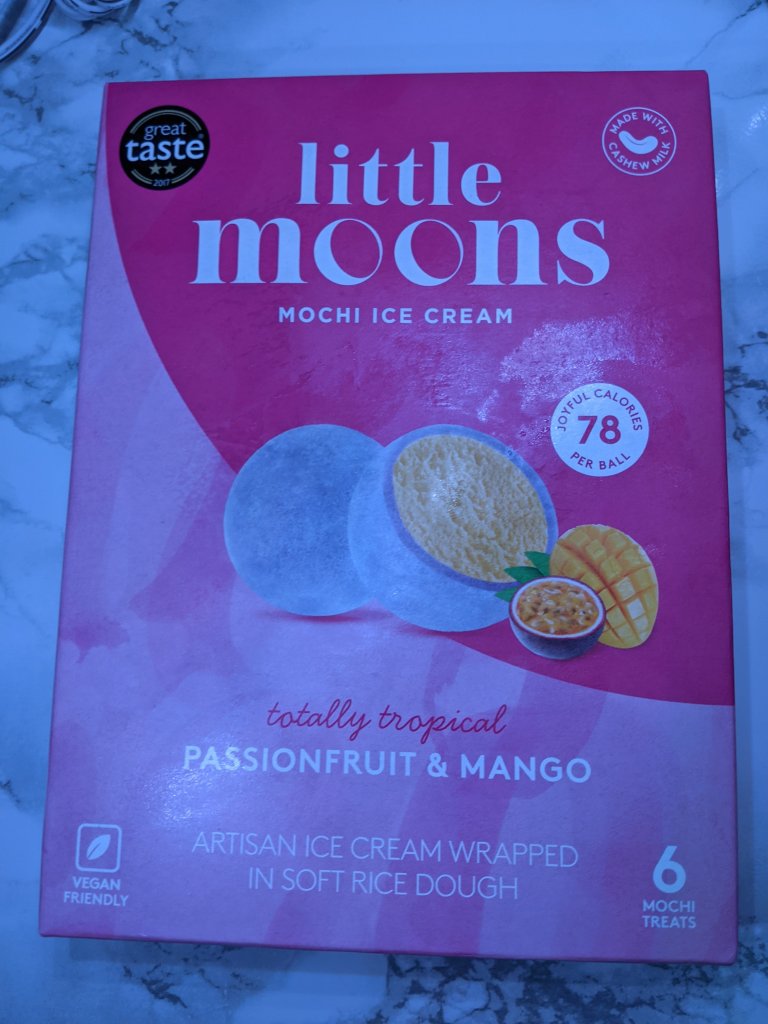 great
taste
2017
MADE WITH
CASHEW MILK
little
moons
MOCHI ICE CREAM
JOYFUL CALORIES
78
PER BALL
totally tropical
PASSIONFRUIT & MANGO
ARTISAN ICE CREAM WRAPPED
IN SOFT RICE DOUGH
VEGAN
FRIENDLY
6
MOCHI
TREATS